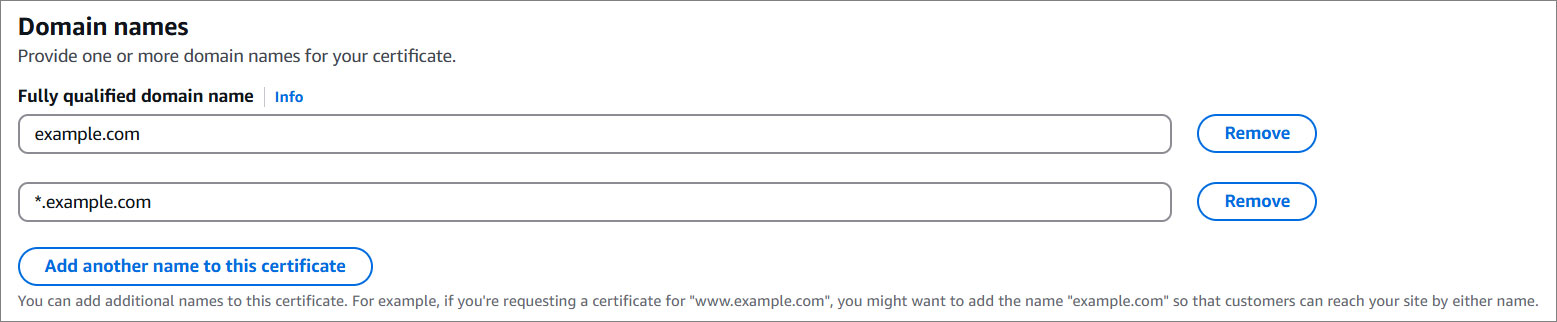 Domain names
Provide one or more domain names for your certificate.
Fully qualified domain name Info
example.com Remove
*.example.com Remove
Add another name to this certificate
You can add additional names to this certificate. For example, if you're requesting a certificate for "www.example.com", you might want to add the name "example.com" so that customers can reach your site by either name.